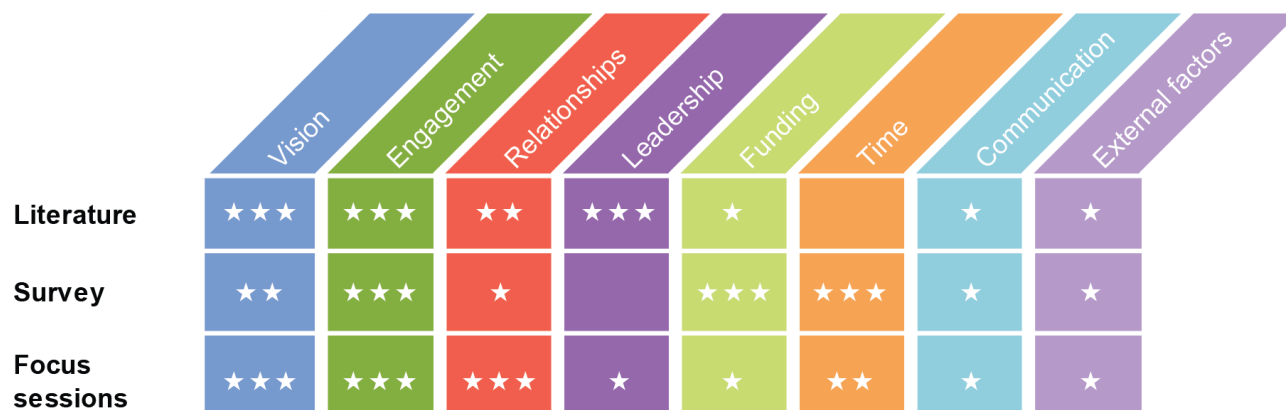 Vision
Engagement
Relationships
Leadership
Funding
Time
Communication
External factors
Literature
★★★ ★★★ ★★ ★★★ ★ ★ ★
Survey
★★ ★★★ ★ ★★★ ★★★ ★ ★
Focus
sessions
★★★ ★★★ ★★★ ★ ★ ★★ ★ ★